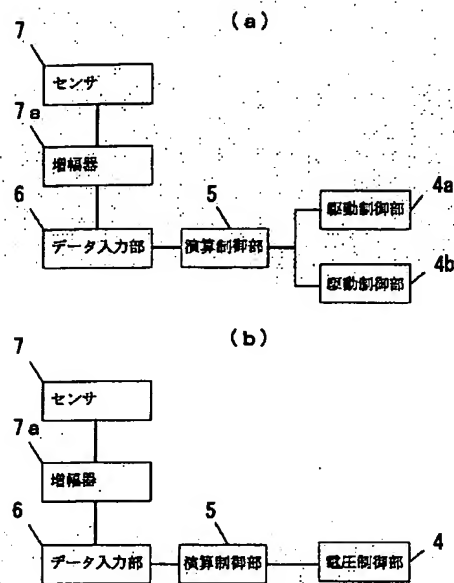 (a)
7
センサ
7a
増幅器
6
データ入力部
5
演算制御部
4a
駆動制御部
4b
駆動制御部
(b)
7
センサ
7a
増幅器
6
データ入力部
5
演算制御部
4
電圧制御部